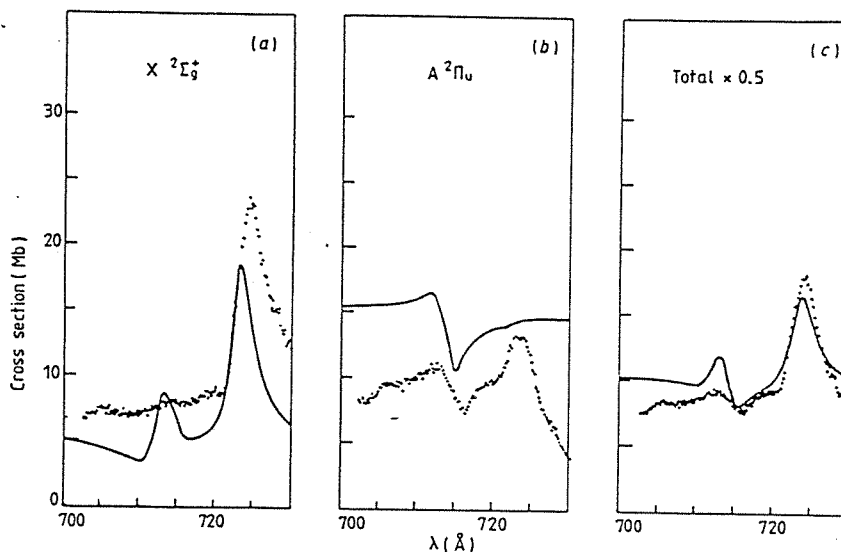 (a)
X ²Σg⁺
30
20
10
0
Cross section (Mb)
700
720
(b)
A ²Πu
700
720
λ (Å)
(c)
Total × 0.5
700
720